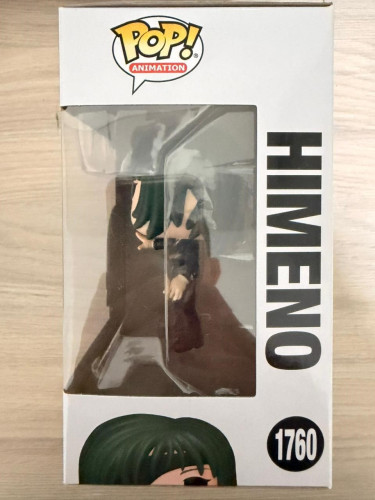 POP!
ANIMATION
HIMENO
1760